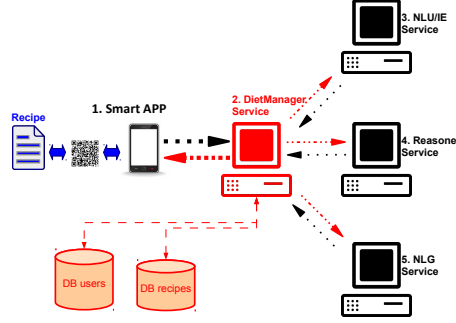 3. NLU/IE
Service
1. Smart APP
2. DietManager
Service
Recipe
4. Reasone
Service
5. NLG
Service
DB users
DB recipes